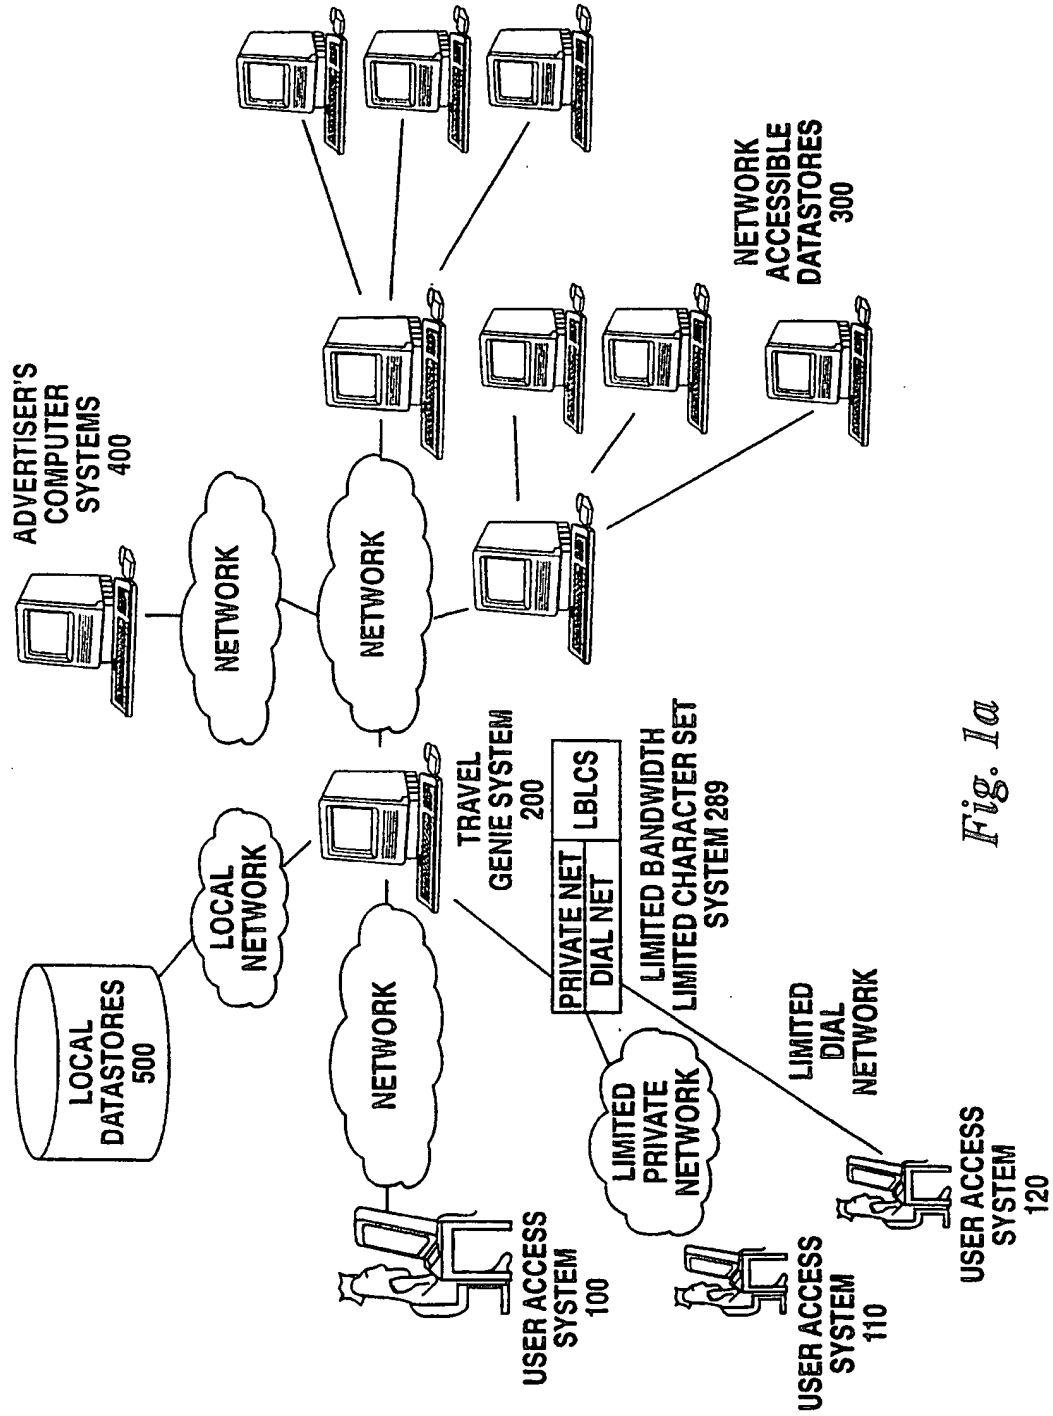 LOCAL
DATASTORES
500
LOCAL
NETWORK
ADVERTISER'S
COMPUTER
SYSTEMS
400
NETWORK
NETWORK
NETWORK
TRAVEL
GENIE SYSTEM
200
USER ACCESS
SYSTEM
100
PRIVATE NET
DIAL NET
LBLCS
LIMITED BANDWIDTH
LIMITED CHARACTER SET
SYSTEM 289
LIMITED
PRIVATE
NETWORK
USER ACCESS
SYSTEM
110
LIMITED
DIAL
NETWORK
USER ACCESS
SYSTEM
120
NETWORK
ACCESSIBLE
DATASTORES
300
Fig. 1a